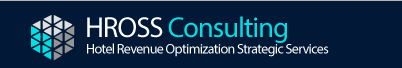 HROSS Consulting
Hotel Revenue Optimization Strategic Services